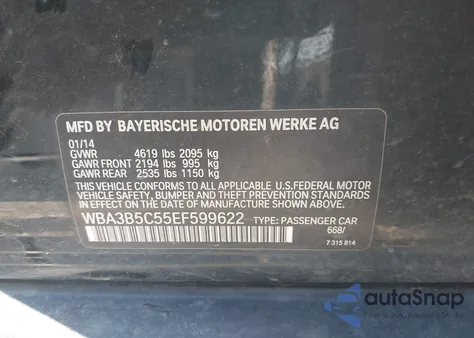 MFD BY BAYERISCHE MOTOREN WERKE AG
01/14
GVWR 4619 lbs 2095 kg
GAWR FRONT 2194 lbs 995 kg
GAWR REAR 2535 lbs 1150 kg
THIS VEHICLE CONFORMS TO ALL APPLICABLE U.S.FEDERAL MOTOR
VEHICLE SAFETY, BUMPER, AND THEFT PREVENTION STANDARDS IN
EFFECT ON THE DATE OF MANUFACTURE SHOWN ABOVE.
WBA3B5C55EF599622 TYPE: PASSENGER CAR
668/
7 315 814
autoSnap